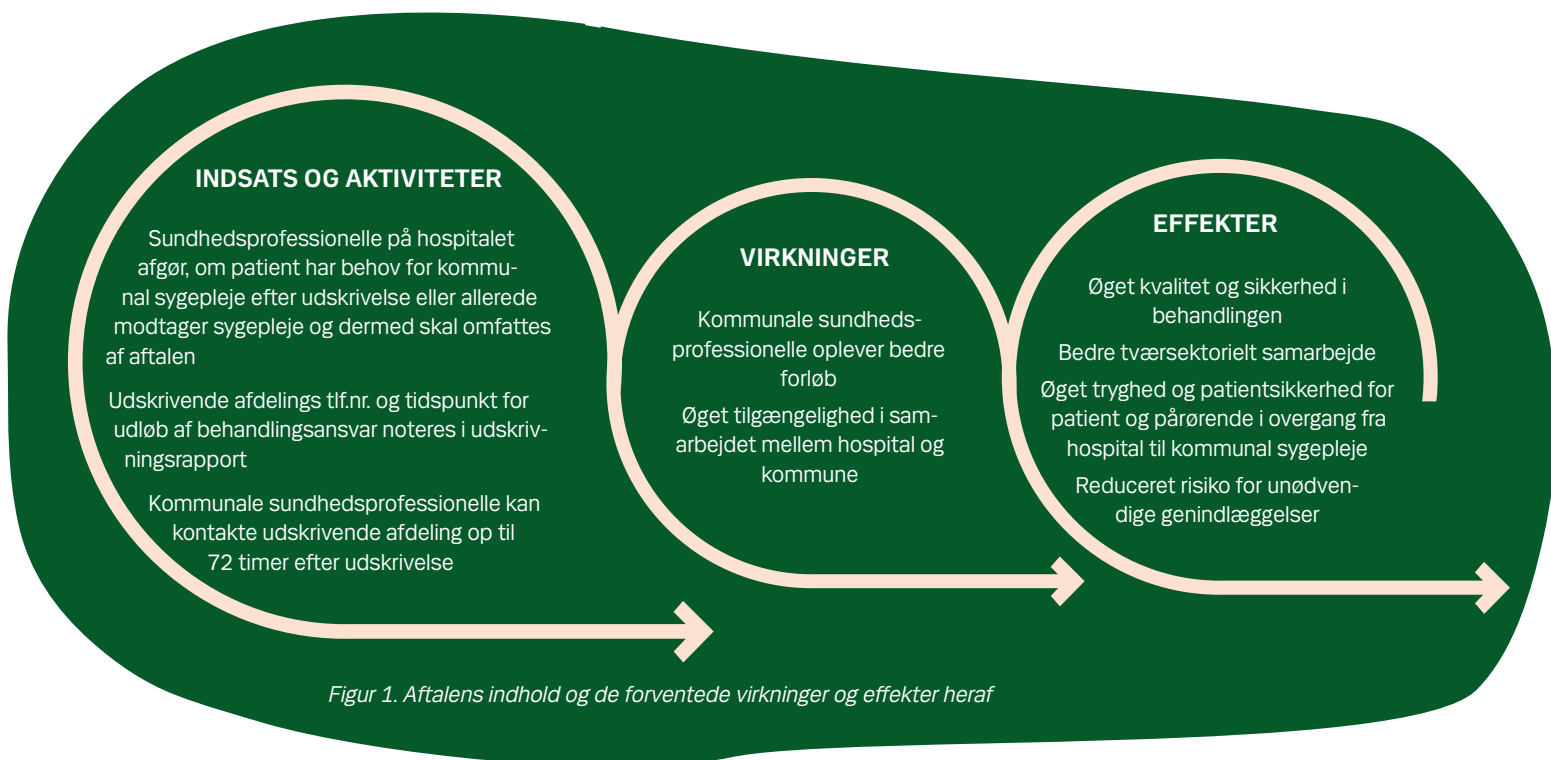 INDSATS OG AKTIVITETER
Sundhedsprofessionelle på hospitalet
afgør, om patient har behov for kommu-
nal sygepleje efter udskrivelse eller allerede
modtager sygepleje og dermed skal omfattes
af aftalen
Udskrivende afdelings tlf.nr. og tidspunkt for
udløb af behandlingsansvar noteres i udskriv-
ningsrapport
Kommunale sundhedsprofessionelle kan
kontakte udskrivende afdeling op til
72 timer efter udskrivelse
VIRKNINGER
Kommunale sundheds-
professionelle oplever bedre
forløb
Øget tilgængelighed i sam-
arbejdet mellem hospital og
kommune
EFFEKTER
Øget kvalitet og sikkerhed i
behandlingen
Bedre tværsektorielt samarbejde
Øget tryghed og patientsikkerhed for
patient og pårørende i overgang fra
hospital til kommunal sygepleje
Reduceret risiko for unødven-
dige genindlæggelser
Figur 1. Aftalens indhold og de forventede virkninger og effekter heraf